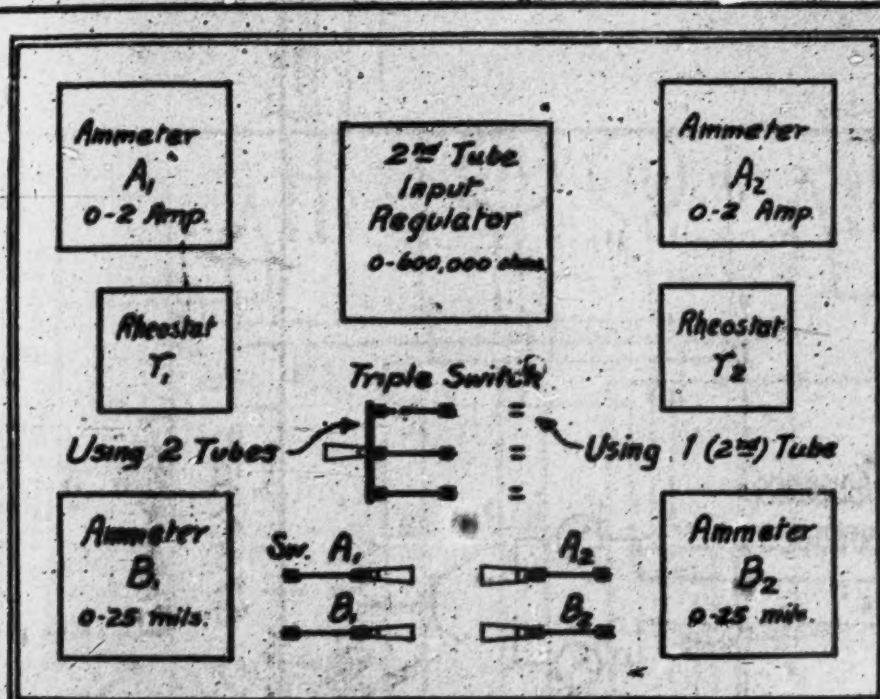 Ammeter
A₁
0-2 Amp.
2nd Tube
Input
Regulator
0-600,000 ohms.
Ammeter
A₂
0-2 Amp.
Rheostat
r₁
Rheostat
r₂
Triple Switch
Using 2 Tubes
Using 1 (2nd) Tube
Ammeter
B₁
0-25 mils.
Sw. A₁
A₂
B₁
B₂
Ammeter
B₂
0-25 mils.